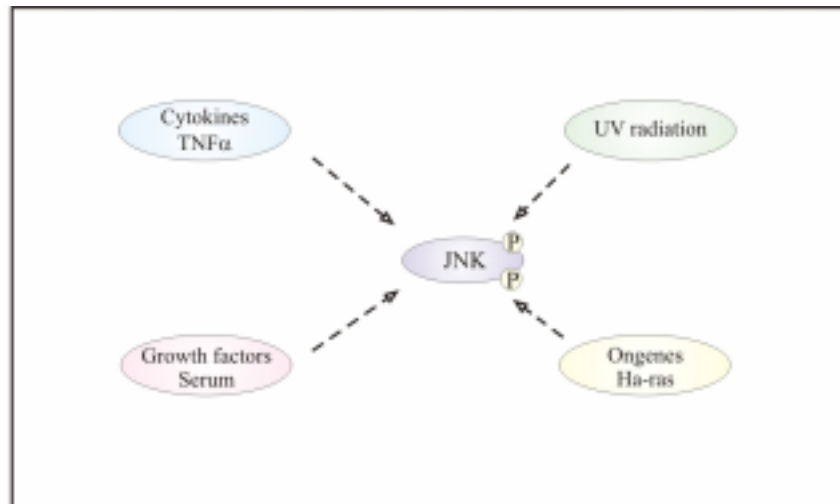 Cytokines
TNFα
UV radiation
JNK
P
P
Growth factors
Serum
Ongenes
Ha-ras